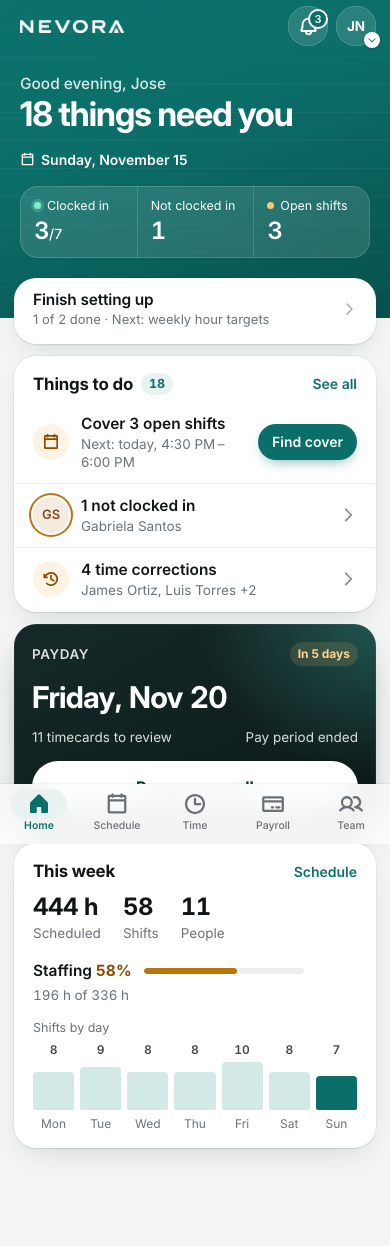 NEVORA
3
JN
Good evening, Jose
18 things need you
Sunday, November 15
Clocked in
3/7
Not clocked in
1
Open shifts
3
Finish setting up
1 of 2 done · Next: weekly hour targets
Things to do 18
See all
Cover 3 open shifts
Next: today, 4:30 PM –
6:00 PM
Find cover
GS
1 not clocked in
Gabriela Santos
4 time corrections
James Ortiz, Luis Torres +2
PAYDAY
In 5 days
Friday, Nov 20
11 timecards to review
Pay period ended
Home
Schedule
Time
Payroll
Team
This week
Schedule
444 h
58
11
Scheduled
Shifts
People
Staffing 58%
196 h of 336 h
Shifts by day
8 9 8 8 10 8 7
Mon Tue Wed Thu Fri Sat Sun